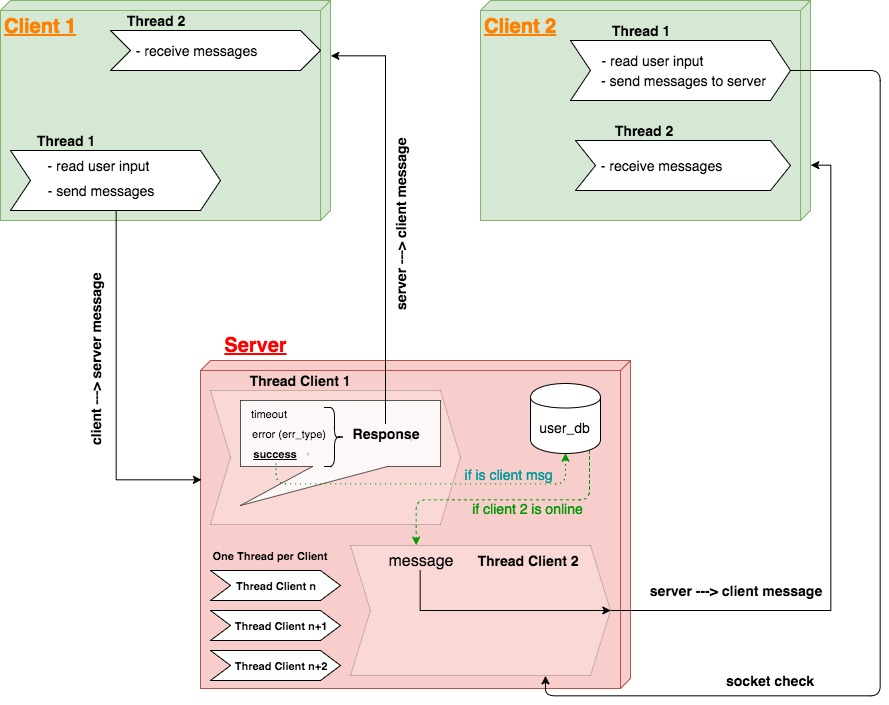 Client 1
Thread 2
- receive messages
Thread 1
- read user input
- send messages
Client 2
Thread 1
- read user input
- send messages to server
Thread 2
- receive messages
client ---> server message
server ---> client message
Server
Thread Client 1
timeout
error (err_type)
success
Response
user_db
if is client msg
if client 2 is online
message
Thread Client 2
One Thread per Client
Thread Client n
Thread Client n+1
Thread Client n+2
server ---> client message
socket check